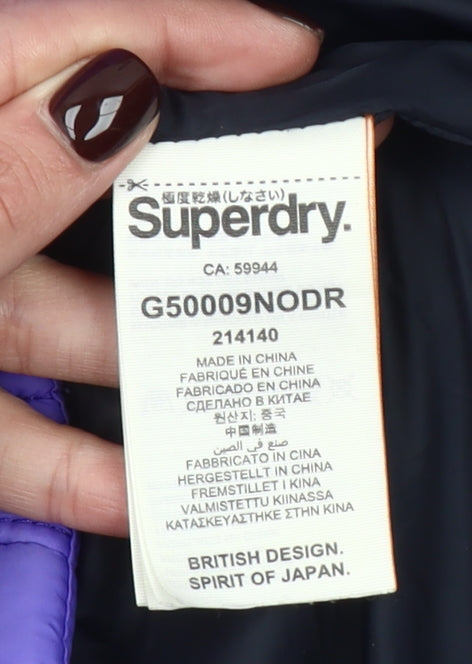 極度乾燥(しなさい)
Superdry.
CA: 59944
G50009NODR
214140
MADE IN CHINA
FABRIQUÉ EN CHINE
FABRICADO EN CHINA
СДЕЛАНО В КИТАЕ
원산지: 중국
中国制造
صنع في الصين
FABBRICATO IN CINA
HERGESTELLT IN CHINA
FREMSTILLET I KINA
VALMISTETTU KIINASSA
ΚΑΤΑΣΚΕΥΑΣΤΗΚΕ ΣΤΗΝ ΚΙΝΑ
BRITISH DESIGN.
SPIRIT OF JAPAN.